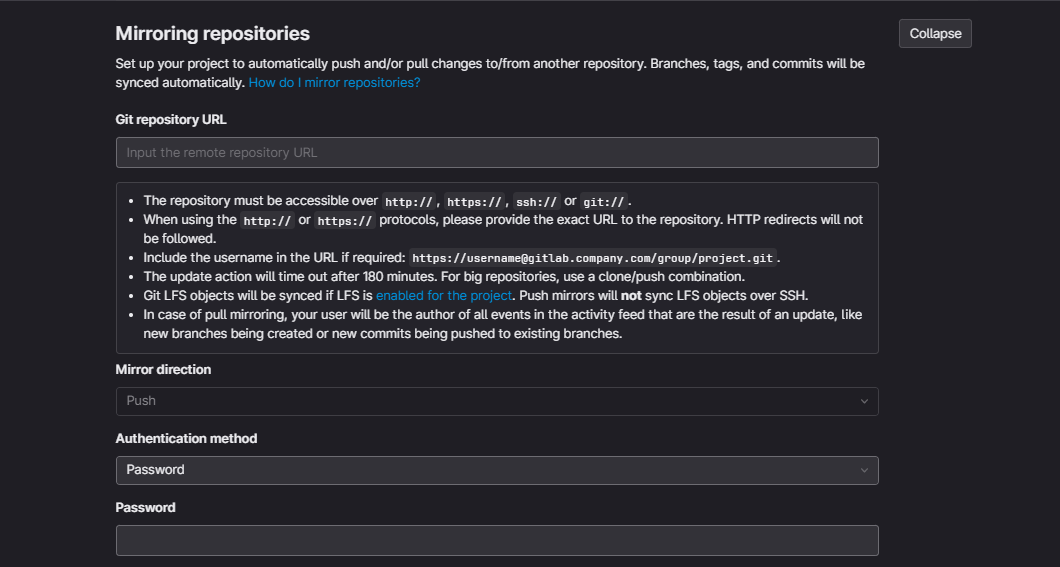 Mirroring repositories
Collapse
Set up your project to automatically push and/or pull changes to/from another repository. Branches, tags, and commits will be
synced automatically. How do I mirror repositories?
Git repository URL
Input the remote repository URL
• The repository must be accessible over http://, https://, ssh:// or git://.
• When using the http:// or https:// protocols, please provide the exact URL to the repository. HTTP redirects will not
be followed.
• Include the username in the URL if required: https://username@gitlab.company.com/group/project.git.
• The update action will time out after 180 minutes. For big repositories, use a clone/push combination.
• Git LFS objects will be synced if LFS is enabled for the project. Push mirrors will not sync LFS objects over SSH.
• In case of pull mirroring, your user will be the author of all events in the activity feed that are the result of an update, like
new branches being created or new commits being pushed to existing branches.
Mirror direction
Push
Authentication method
Password
Password